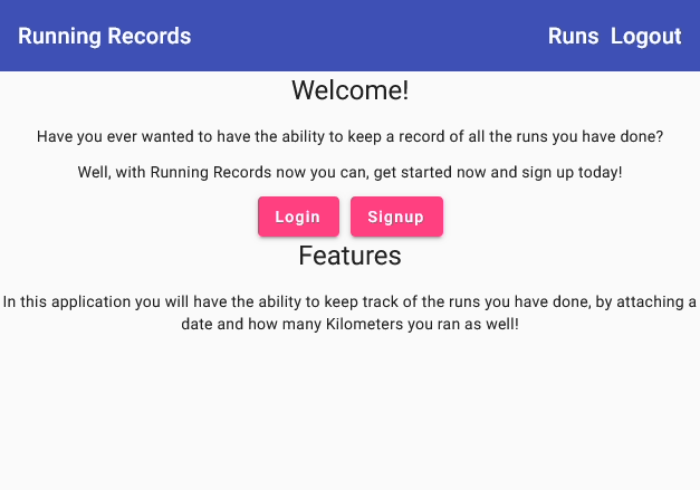 Running Records
Runs Logout
Welcome!
Have you ever wanted to have the ability to keep a record of all the runs you have done?
Well, with Running Records now you can, get started now and sign up today!
Login Signup
Features
In this application you will have the ability to keep track of the runs you have done, by attaching a
date and how many Kilometers you ran as well!